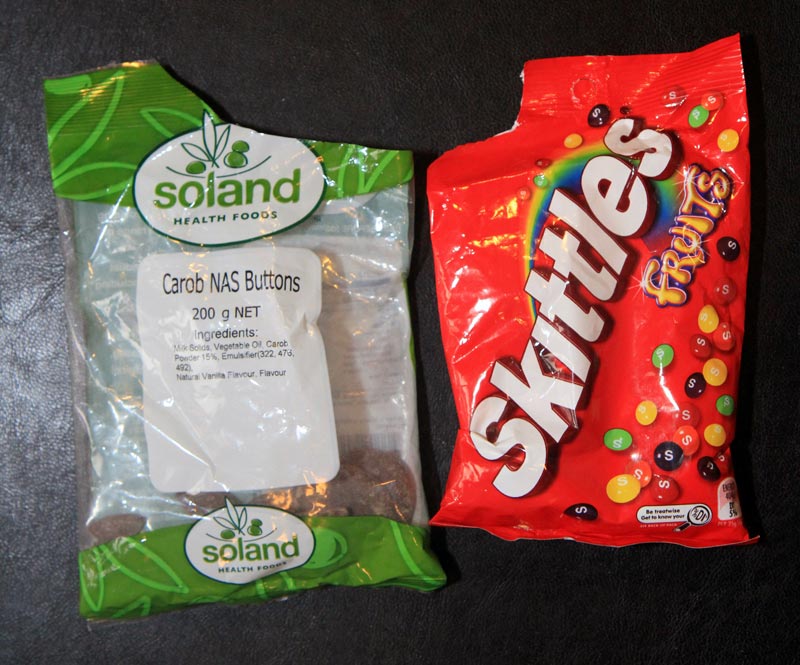 soland
HEALTH FOODS
Carob NAS Buttons
200 g NET
Ingredients:
Milk Solids, Vegetable Oil, Carob
Powder 15%, Emulsifier(322, 476,
492),
Natural Vanilla Flavour, Flavour
soland
HEALTH FOODS
Skittles
FRUITS
Be treatwise
Get to know your
GDA